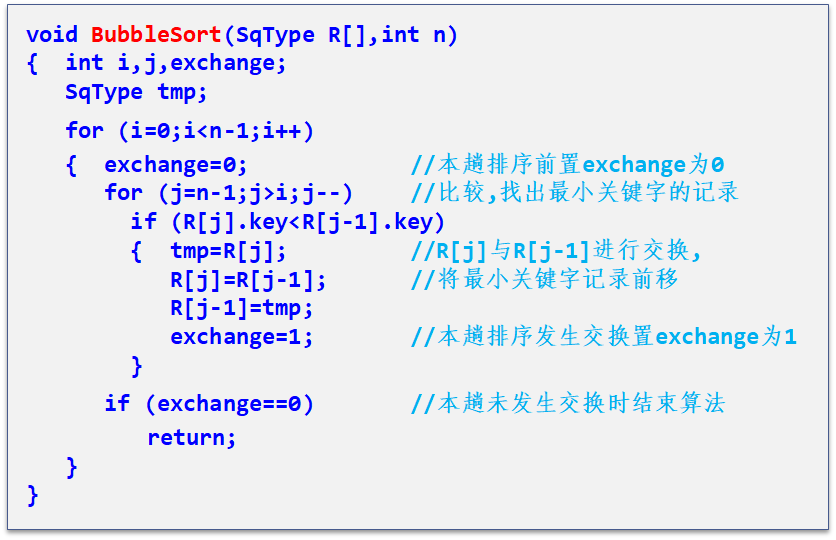 void BubbleSort(SqType R[],int n)
{  int i,j,exchange;
   SqType tmp;
   for (i=0;i<n-1;i++)
   {  exchange=0;            //本趟排序前置exchange为0
      for (j=n-1;j>i;j--)    //比较,找出最小关键字的记录
        if (R[j].key<R[j-1].key)
        {  tmp=R[j];         //R[j]与R[j-1]进行交换,
           R[j]=R[j-1];      //将最小关键字记录前移
           R[j-1]=tmp;
           exchange=1;       //本趟排序发生交换置exchange为1
        }
      if (exchange==0)       //本趟未发生交换时结束算法
         return;
   }
}